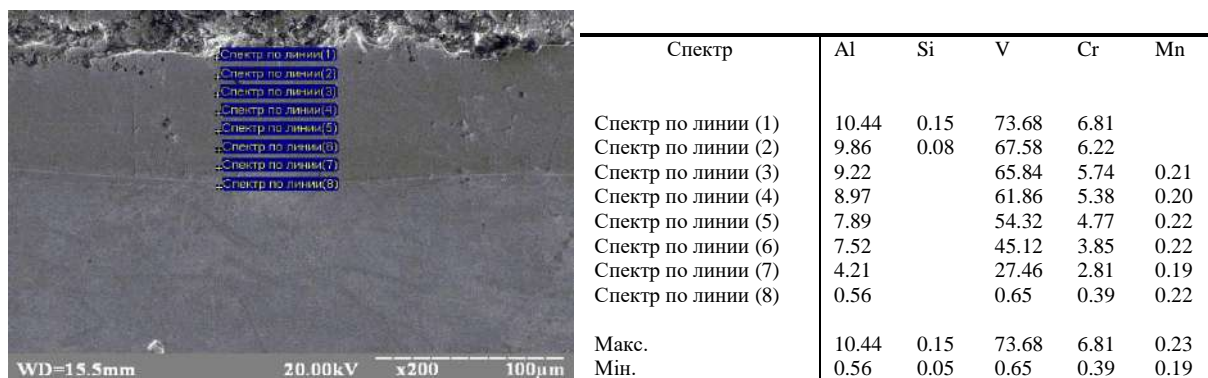 Спектр по линии(1)
Спектр по линии(2)
Спектр по линии(3)
Спектр по линии(4)
Спектр по линии(5)
Спектр по линии(6)
Спектр по линии(7)
Спектр по линии(8)
WD=15.5mm 20.00kV x200 100µm
Спектр Al Si V Cr Mn
Спектр по линии (1) 10.44 0.15 73.68 6.81
Спектр по линии (2) 9.86 0.08 67.58 6.22
Спектр по линии (3) 9.22 65.84 5.74 0.21
Спектр по линии (4) 8.97 61.86 5.38 0.20
Спектр по линии (5) 7.89 54.32 4.77 0.22
Спектр по линии (6) 7.52 45.12 3.85 0.22
Спектр по линии (7) 4.21 27.46 2.81 0.19
Спектр по линии (8) 0.56 0.65 0.39 0.22
Макс. 10.44 0.15 73.68 6.81 0.23
Мін. 0.56 0.05 0.65 0.39 0.19